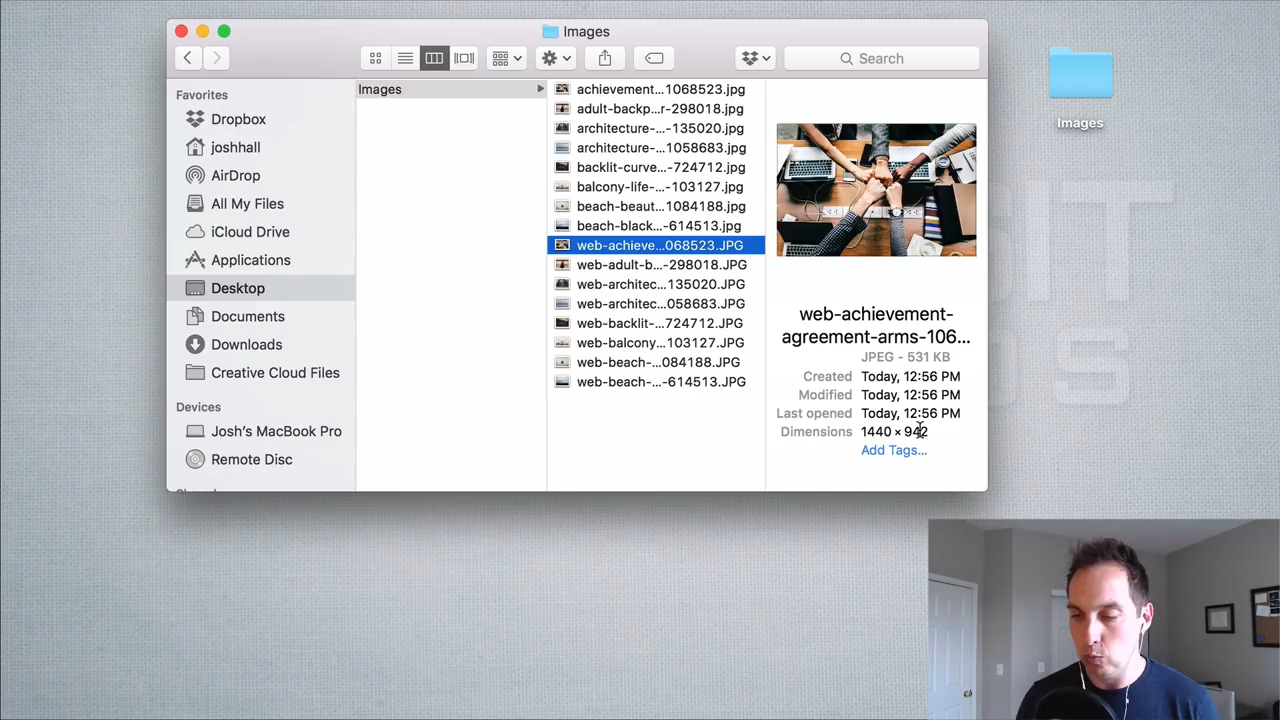 Images
Search
Favorites
Dropbox
joshhall
AirDrop
All My Files
iCloud Drive
Applications
Desktop
Documents
Downloads
Creative Cloud Files
Devices
Josh's MacBook Pro
Remote Disc
Images
achievement...1068523.jpg
adult-backp...r-298018.jpg
architecture-...-135020.jpg
architecture-...1058683.jpg
backlit-curve...-724712.jpg
balcony-life-...-103127.jpg
beach-beaut...1084188.jpg
beach-black...-614513.jpg
web-achieve...068523.JPG
web-adult-b...-298018.JPG
web-architec...135020.JPG
web-architec...058683.JPG
web-backlit-...724712.JPG
web-balcony...103127.JPG
web-beach-...084188.JPG
web-beach-...-614513.JPG
web-achievement-
agreement-arms-106...
JPEG - 531 KB
Created Today, 12:56 PM
Modified Today, 12:56 PM
Last opened Today, 12:56 PM
Dimensions 1440 × 942
Add Tags...
Images